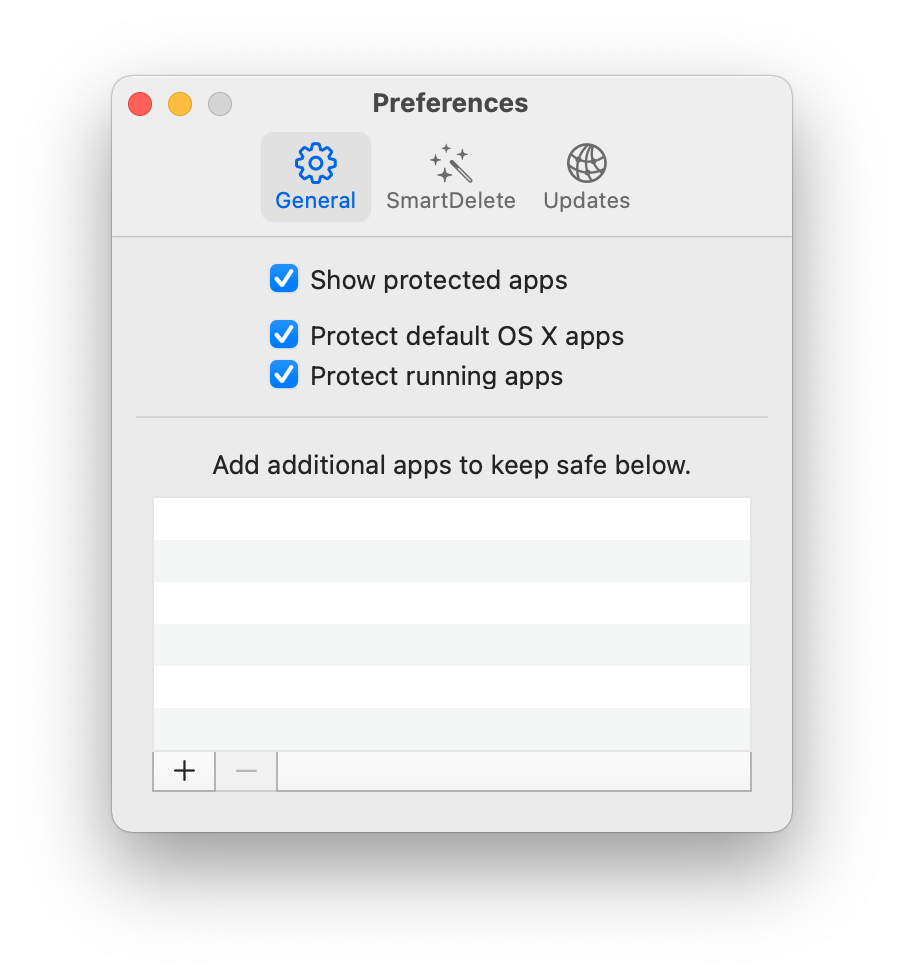 Preferences
General
SmartDelete
Updates
Show protected apps
Protect default OS X apps
Protect running apps
Add additional apps to keep safe below.